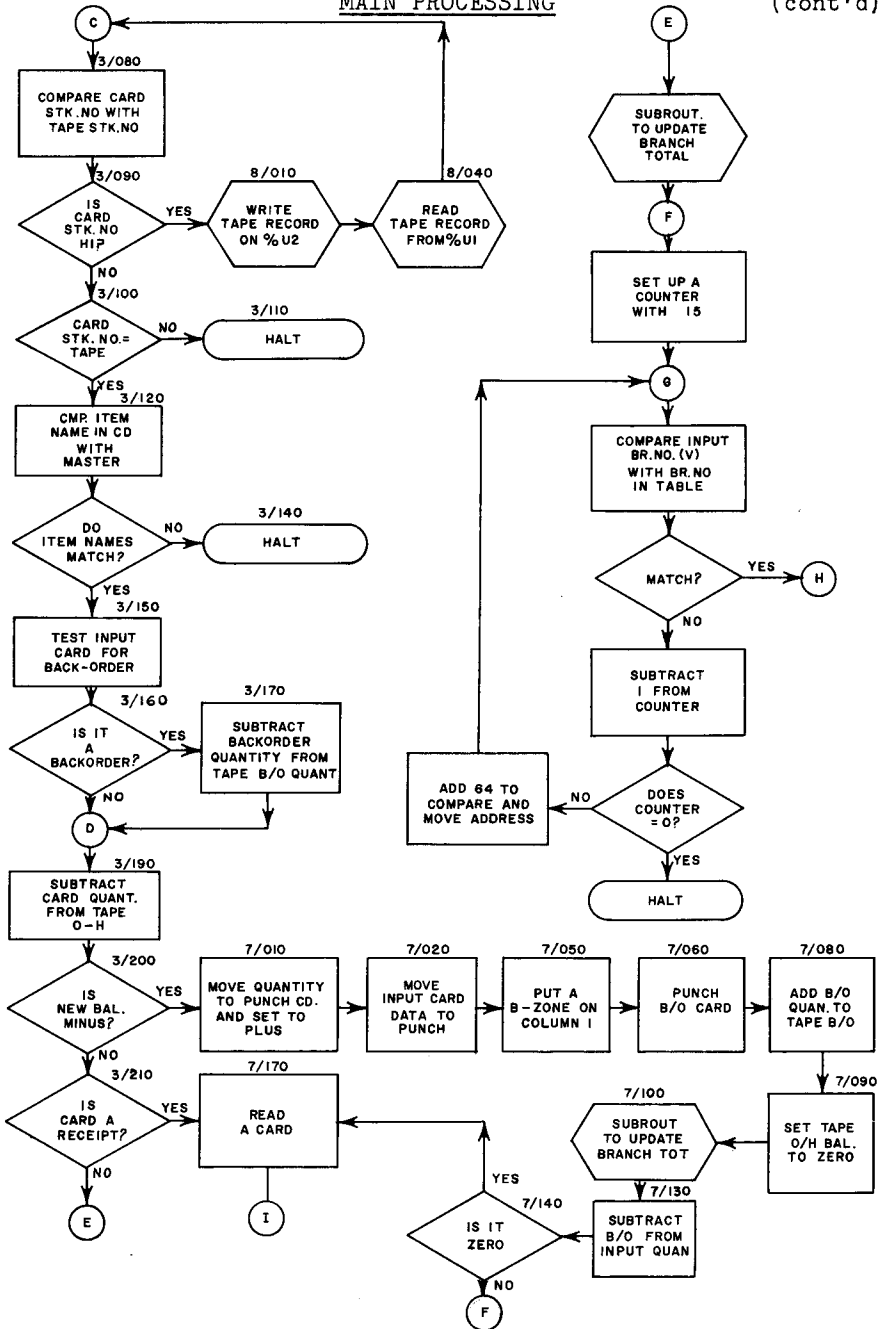 MAIN PROCESSING
(cont'd)
C
3/080
COMPARE CARD
STK.NO WITH
TAPE STK.NO
3/090
IS
CARD
STK. NO
HI?
YES
NO
8/010
WRITE
TAPE RECORD
ON %U2
8/040
READ
TAPE RECORD
FROM%U1
3/100
CARD
STK. NO.=
TAPE
NO
YES
3/110
HALT
3/120
CMP. ITEM
NAME IN CD
WITH
MASTER
DO
ITEM NAMES
MATCH?
NO
YES
3/140
HALT
3/150
TEST INPUT
CARD FOR
BACK-ORDER
3/160
IS IT
A
BACKORDER?
YES
NO
3/170
SUBTRACT
BACKORDER
QUANTITY FROM
TAPE B/O QUANT
D
3/190
SUBTRACT
CARD QUANT.
FROM TAPE
O-H
3/200
IS
NEW BAL.
MINUS?
YES
NO
7/010
MOVE QUANTITY
TO PUNCH CD.
AND SET TO
PLUS
7/020
MOVE
INPUT CARD
DATA TO
PUNCH
7/050
PUT A
B-ZONE ON
COLUMN 1
7/060
PUNCH
B/O CARD
7/080
ADD B/O
QUAN. TO
TAPE B/O
7/090
SET TAPE
O/H BAL.
TO ZERO
7/100
SUBROUT
TO UPDATE
BRANCH TOT
7/130
SUBTRACT
B/O FROM
INPUT QUAN
7/140
IS IT
ZERO
YES
NO
F
3/210
IS
CARD A
RECEIPT?
YES
NO
E
7/170
READ
A CARD
I
E
SUBROUT.
TO UPDATE
BRANCH
TOTAL
F
SET UP A
COUNTER
WITH 15
G
COMPARE INPUT
BR.NO.(V)
WITH BR.NO
IN TABLE
MATCH?
YES
H
NO
SUBTRACT
1 FROM
COUNTER
DOES
COUNTER
=0?
NO
ADD 64 TO
COMPARE AND
MOVE ADDRESS
YES
HALT